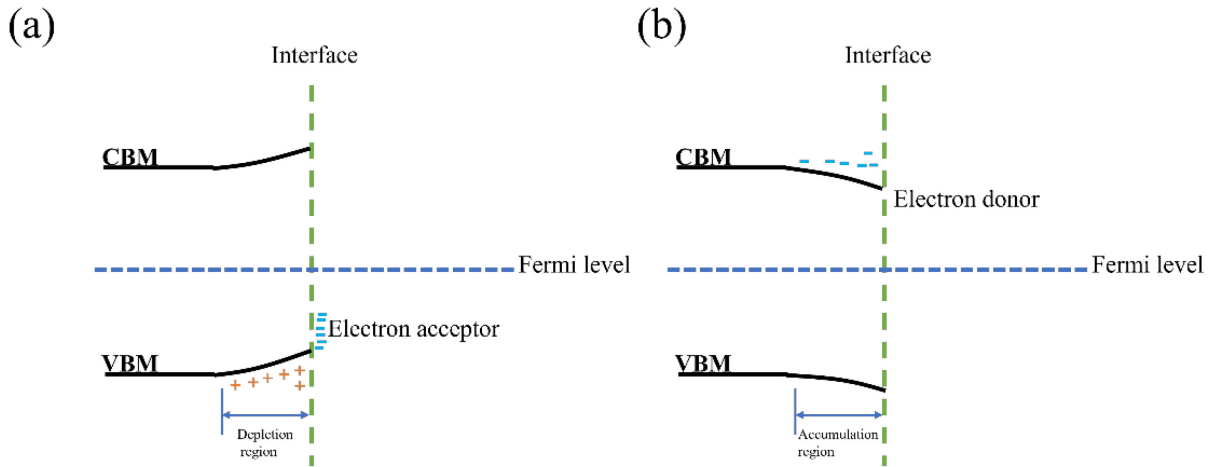 (a)
Interface
CBM
Fermi level
Electron acceptor
VBM
Depletion
region
(b)
Interface
CBM
Electron donor
Fermi level
VBM
Accumulation
region